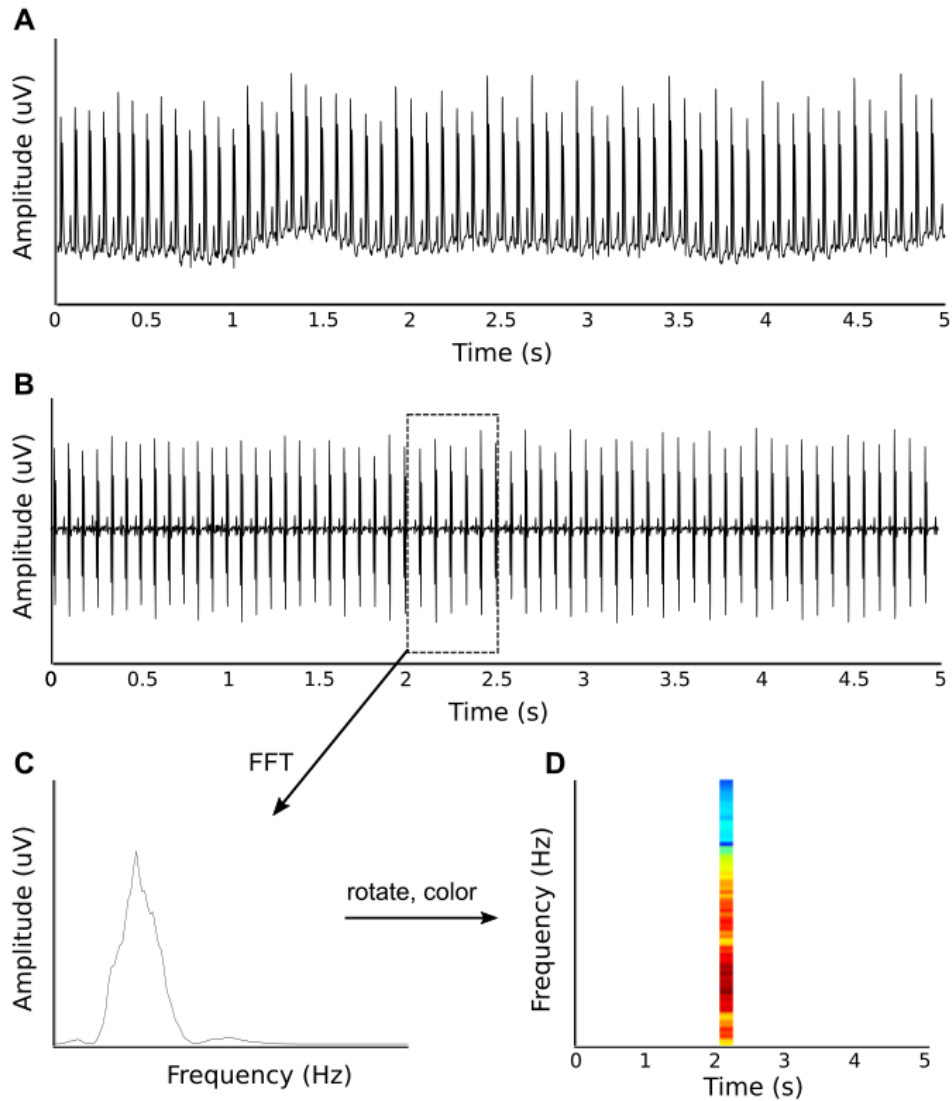 A
Amplitude (uV)
0 0.5 1 1.5 2 2.5 3 3.5 4 4.5 5
Time (s)
B
Amplitude (uV)
0 0.5 1 1.5 2 2.5 3 3.5 4 4.5 5
Time (s)
FFT
C
Amplitude (uV)
Frequency (Hz)
rotate, color
D
Frequency (Hz)
0 1 2 3 4 5
Time (s)